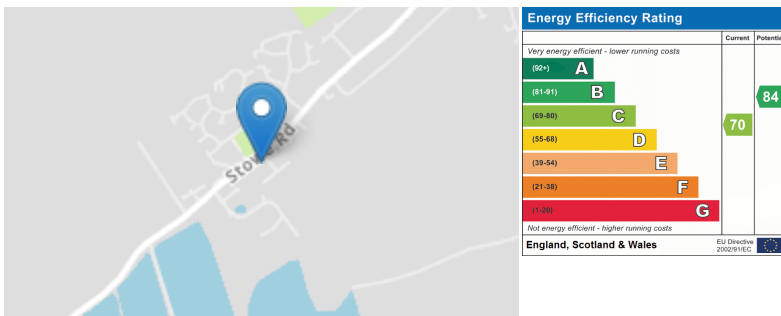 Stowe Rd
Energy Efficiency Rating
Current Potentia
Very energy efficient - lower running costs
(92+) A
(81-91) B
84
(69-80) C
70
(55-68) D
(39-54) E
(21-38) F
(1-20) G
Not energy efficient - higher running costs
England, Scotland & Wales
EU Directive
2002/91/EC